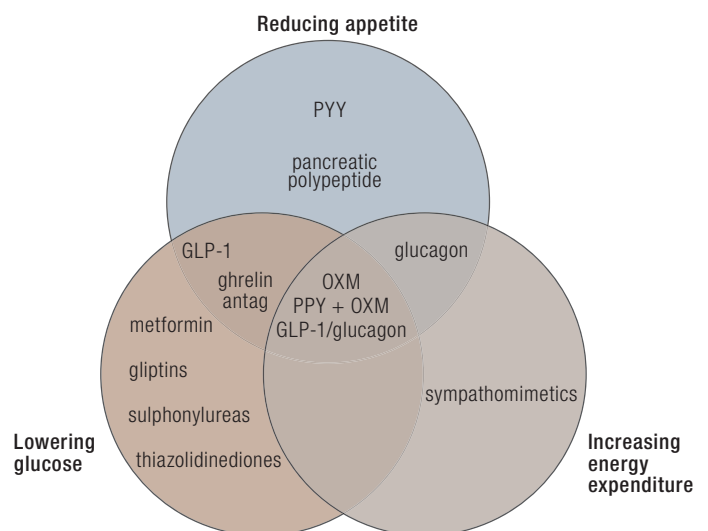 Reducing appetite
PYY
pancreatic
polypeptide
GLP-1
glucagon
ghrelin
antag
OXM
PPY + OXM
GLP-1/glucagon
metformin
gliptins
sympathomimetics
sulphonylureas
Lowering
glucose
thiazolidinediones
Increasing
energy
expenditure